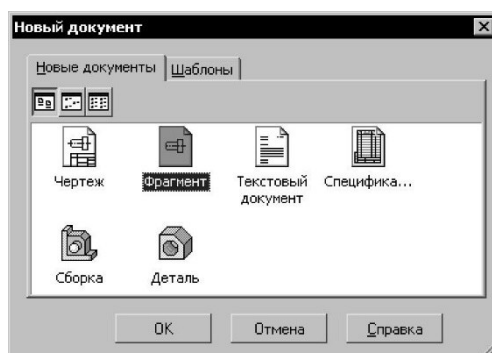 Новый документ
Новые документы
Шаблоны
Чертеж
Фрагмент
Текстовый
документ
Специфика...
Сборка
Деталь
OK
Отмена
Справка